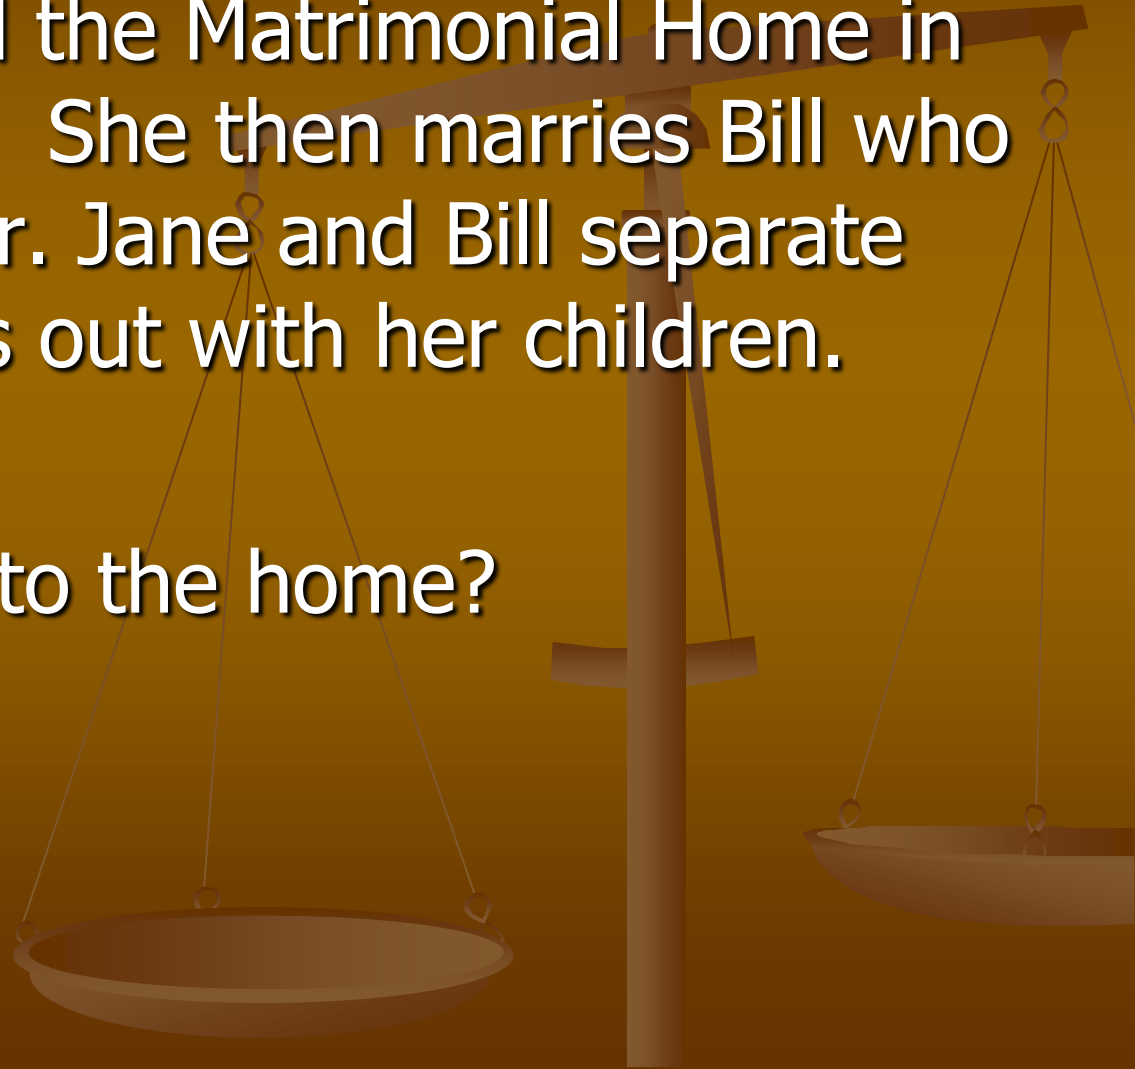 the Matrimonial Home in
She then marries Bill who
r. Jane and Bill separate
s out with her children.
to the home?